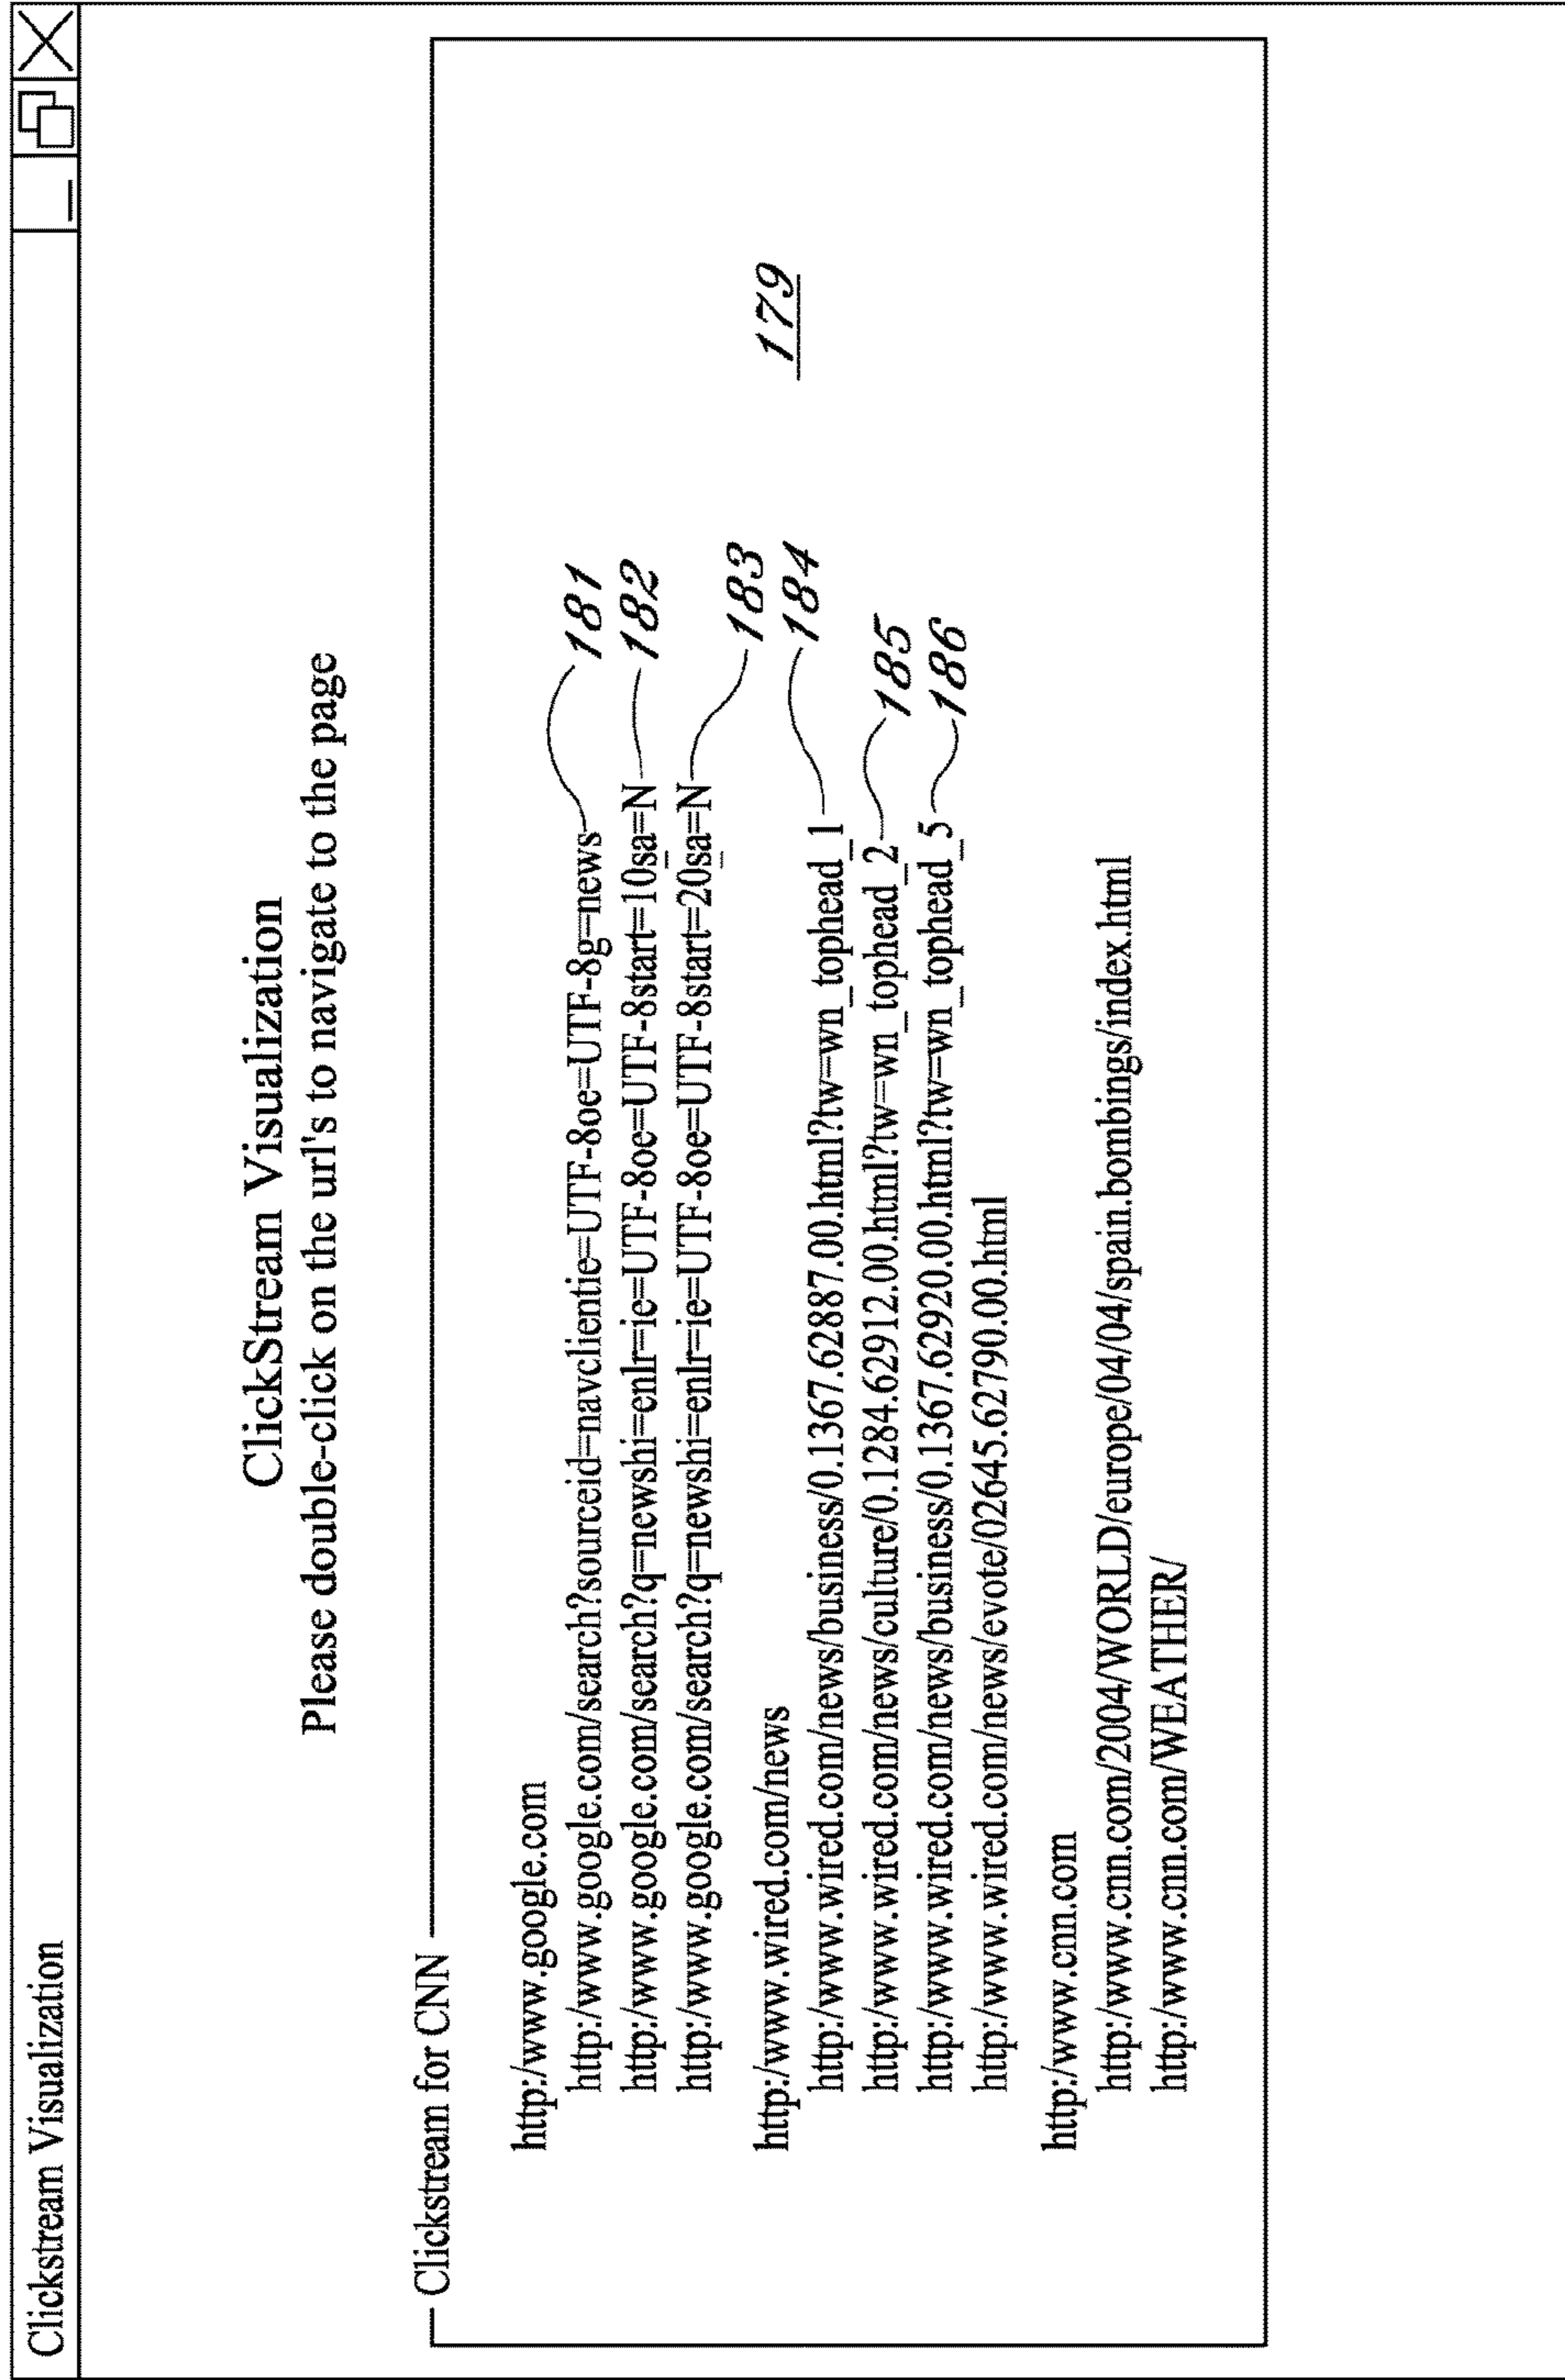 Clickstream Visualization
ClickStream Visualization
Please double-click on the url's to navigate to the page
Clickstream for CNN
http:/www.google.com
http:/www.google.com/search?sourceid=navclientie=UTF-8oe=UTF-8g=news 181
http:/www.google.com/search?q=newshi=enlr=ie=UTF-8oe=UTF-8start=10sa=N 182
http:/www.google.com/search?q=newshi=enlr=ie=UTF-8oe=UTF-8start=20sa=N 183
179
http:/www.wired.com/news
http:/www.wired.com/news/business/0.1367.62887.00.html?tw=wn_tophead_1 184
http:/www.wired.com/news/culture/0.1284.62912.00.html?tw=wn_tophead_2 185
http:/www.wired.com/news/business/0.1367.62920.00.html?tw=wn_tophead_5 186
http:/www.wired.com/news/evote/02645.62790.00.html
http:/www.cnn.com
http:/www.cnn.com/2004/WORLD/europe/04/04/spain.bombings/index.html
http:/www.cnn.com/WEATHER/